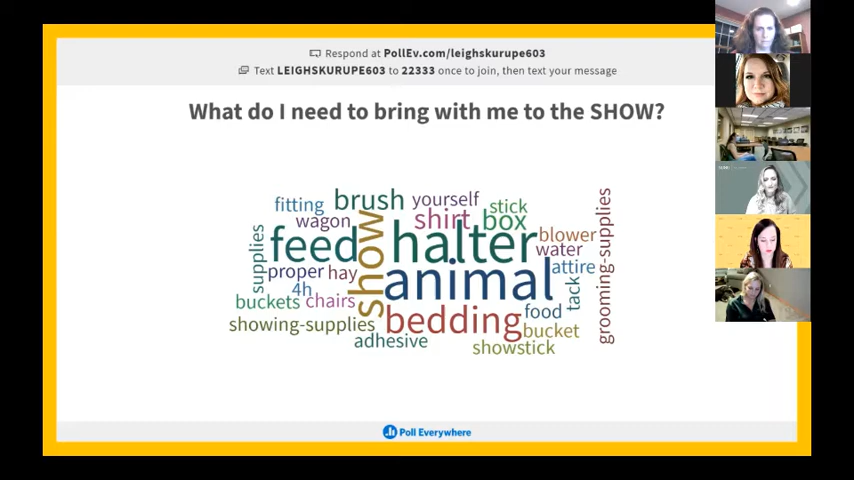 Respond at PollEv.com/leighskurupe603
Text LEIGHSKURUPE603 to 22333 once to join, then text your message
What do I need to bring with me to the SHOW?
fitting
brush
yourself
stick
wagon
shirt
box
supplies
feed
show
halter
blower
water
grooming-supplies
proper
hay
animal
attire
4h
tack
buckets
chairs
bedding
food
showing-supplies
bucket
adhesive
showstick
Poll Everywhere